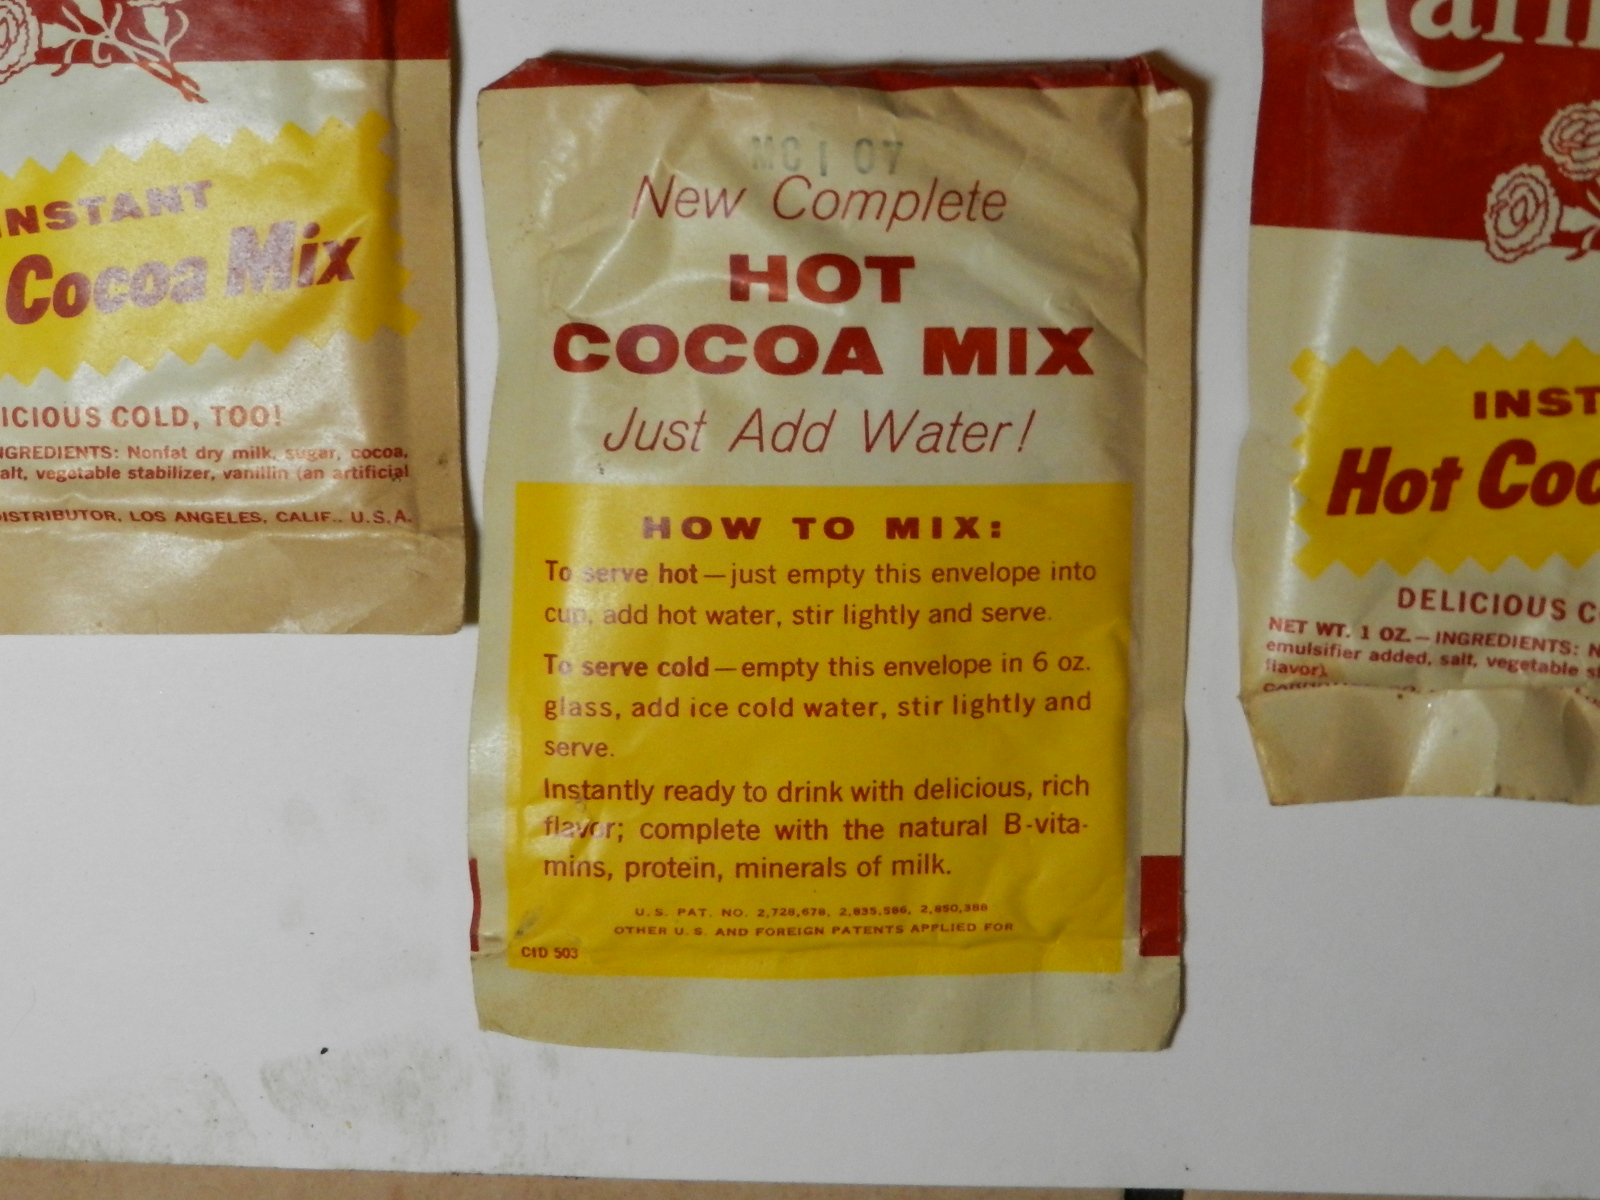 INSTANT
Cocoa Mix
ICIOUS COLD, TOO!
NGREDIENTS: Nonfat dry milk, sugar, cocoa,
alt, vegetable stabilizer, vanillin (an artificial
DISTRIBUTOR, LOS ANGELES, CALIF., U.S.A.
MC1 07
New Complete
HOT
COCOA MIX
Just Add Water!
HOW TO MIX:
To serve hot—just empty this envelope into
cup, add hot water, stir lightly and serve.
To serve cold—empty this envelope in 6 oz.
glass, add ice cold water, stir lightly and
serve.
Instantly ready to drink with delicious, rich
flavor; complete with the natural B-vita-
mins, protein, minerals of milk.
U.S. PAT. NO. 2,728,678, 2,835,586, 2,850,388
OTHER U.S. AND FOREIGN PATENTS APPLIED FOR
CID 503
Carn
INST
Hot Coc
DELICIOUS C
NET WT. 1 OZ.—INGREDIENTS: N
emulsifier added, salt, vegetable s
flavor).